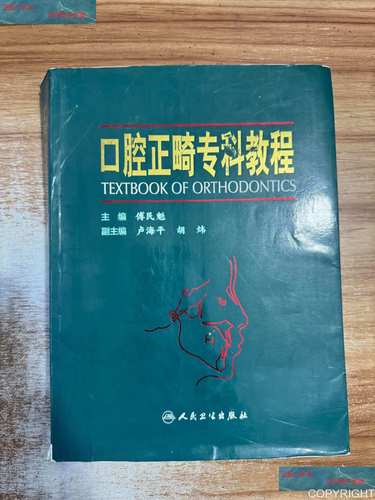 口腔正畸专科教程
TEXTBOOK OF ORTHODONTICS
主 编 傅民魁
副主编 卢海平 胡 炜
人民卫生出版社
COPYRIGHT